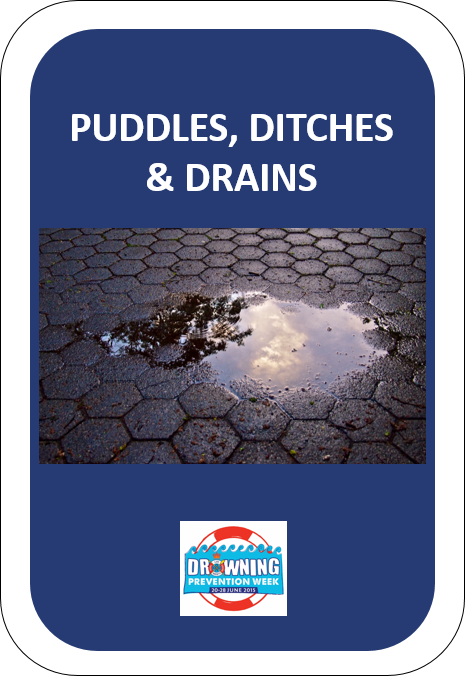 PUDDLES, DITCHES
& DRAINS
DROWNING
PREVENTION WEEK
20-28 JUNE 2015